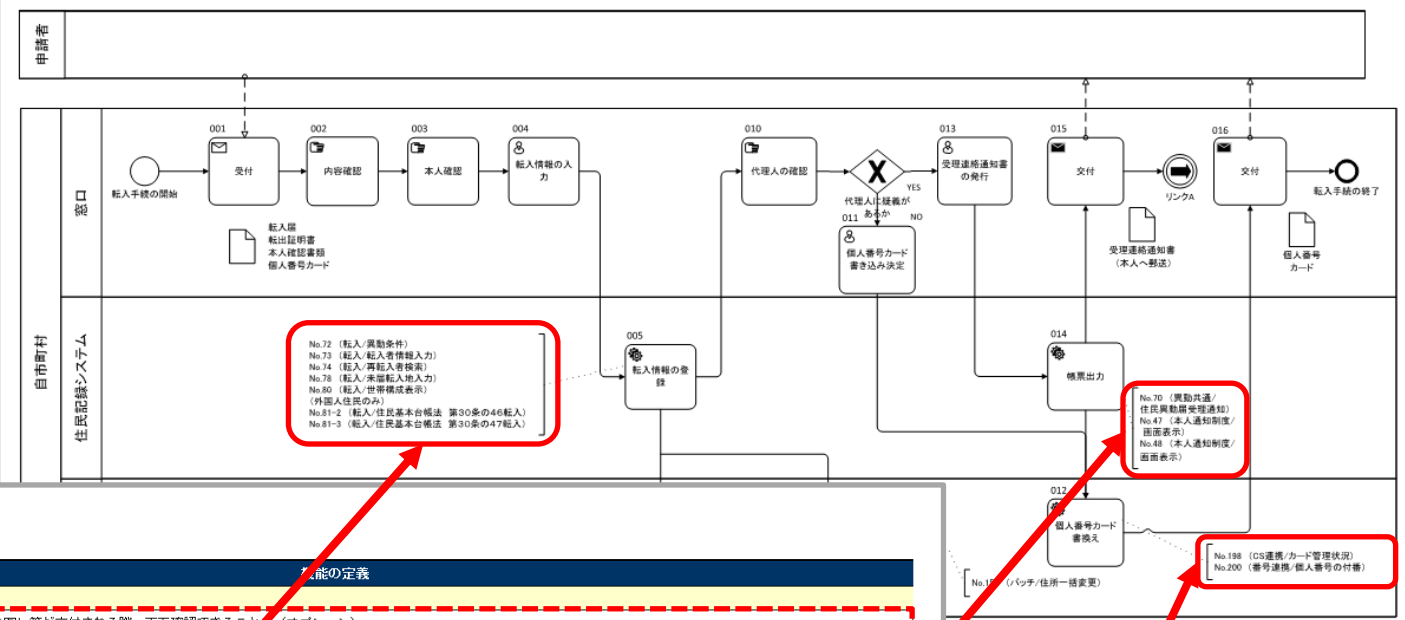 申請者
自市町村
窓口
住民記録システム
転入手続の開始
001
受付
002
内容確認
003
本人確認
004
転入情報の入
力
転入届
転出証明書
本人確認書類
個人番号カード
010
代理人の確認
X
代理人に疑義が
あるか
YES
NO
011
個人番号カード
書き込み決定
013
受理連絡通知書
の発行
015
交付
リンクA
受理連絡通知書
(本人へ郵送)
016
交付
転入手続の終了
個人番号
カード
005
転入情報の登
録
No.72 (転入/異動条件)
No.73 (転入/転入者情報入力)
No.74 (転入/再転入者検索)
No.78 (転入/未届転入地入力)
No.80 (転入/世帯構成表示)
(外国人住民のみ)
No.81-2 (転入/住民基本台帳法 第30条の46転入)
No.81-3 (転入/住民基本台帳法 第30条の47転入)
014
帳票出力
No.70 (異動共通/
住民異動届受理通知)
No.47 (本人通知制度/
画面表示)
No.48 (本人通知制度/
画面表示)
012
個人番号カード
書換え
No.198 (CS連携/カード管理状況)
No.200 (番号連携/個人番号の付番)
(バッチ/住所一括変更)
能の定義